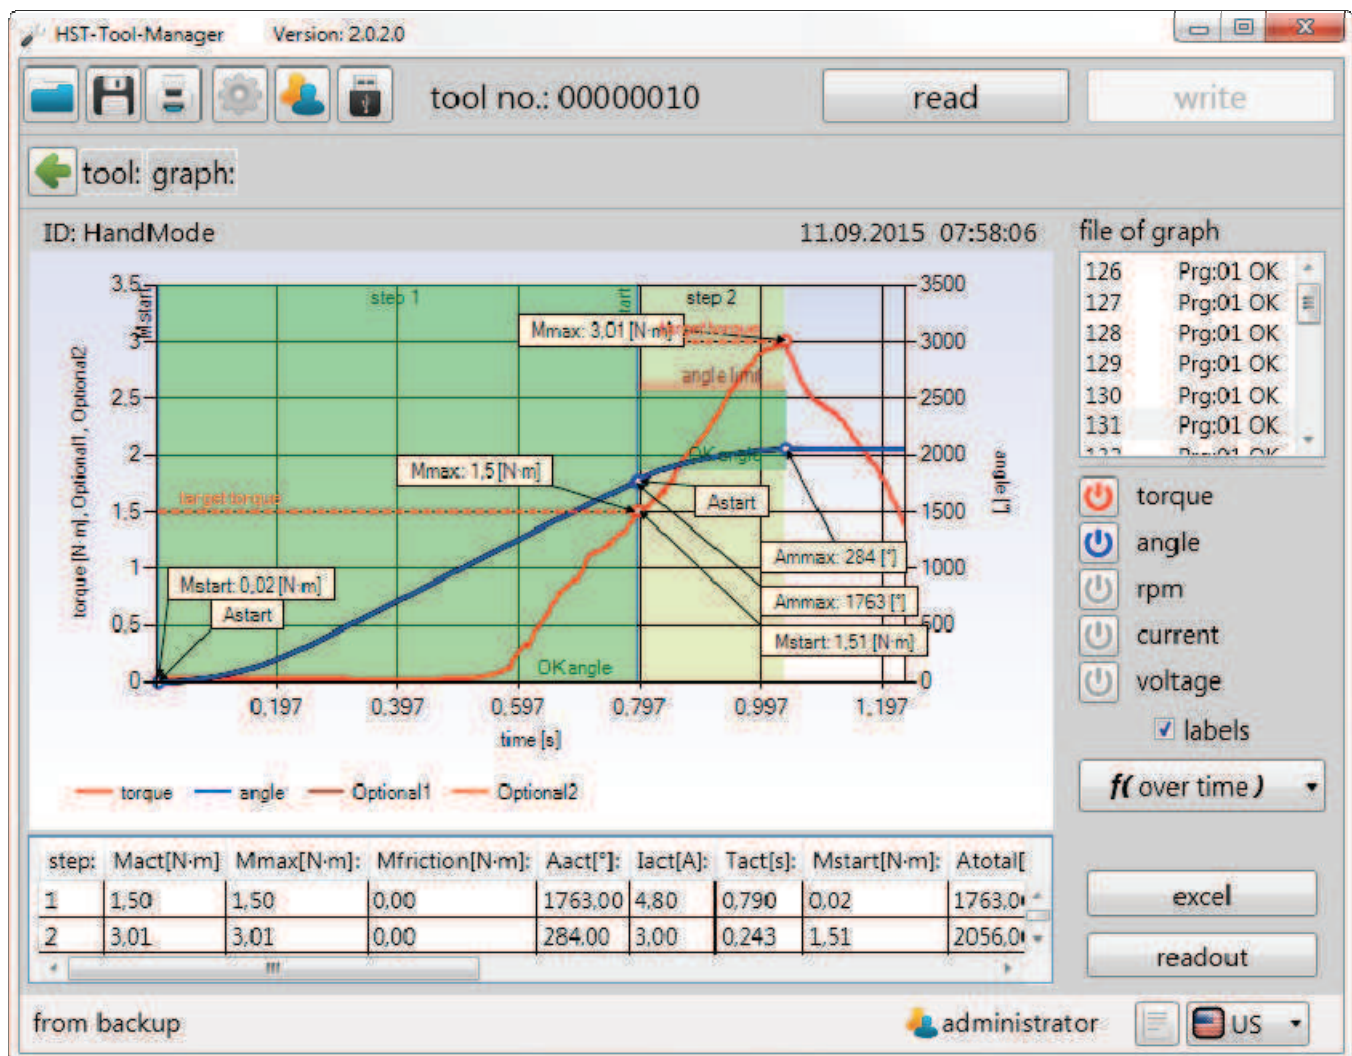 HST-Tool-Manager Version: 2.0.2.0
tool no.: 00000010 read write
tool: graph:
ID: HandMode 11.09.2015 07:58:06
file of graph
126 Prg:01 OK
127 Prg:01 OK
128 Prg:01 OK
129 Prg:01 OK
130 Prg:01 OK
131 Prg:01 OK
torque
angle
rpm
current
voltage
labels
f( over time )
excel
readout
torque [N·m], Optional1, Optional2
3.5
3
2.5
2
1.5
1
0,5
0
3500
3000
2500
2000
1500
1000
500
0
angle [°]
Mstart
step 1
step 2
Mmax: 3,01 [N·m]
target torque
angle limit
OK angle
Mmax: 1,5 [N·m]
target torque
Astart
Ammax: 284 [°]
Ammax: 1763 [°]
Mstart: 1,51 [N·m]
Mstart: 0,02 [N·m]
Astart
OK angle
0.197 0.397 0.597 0.797 0.997 1.197
time [s]
torque angle Optional1 Optional2
step: Mact[N·m] Mmax[N·m]: Mfriction[N·m]: Aact[°]: Iact[A]: Tact[s]: Mstart[N·m]: Atotal[
1 1,50 1,50 0,00 1763,00 4,80 0,790 0,02 1763,0
2 3,01 3,01 0,00 284,00 3,00 0,243 1,51 2056,0
from backup administrator US